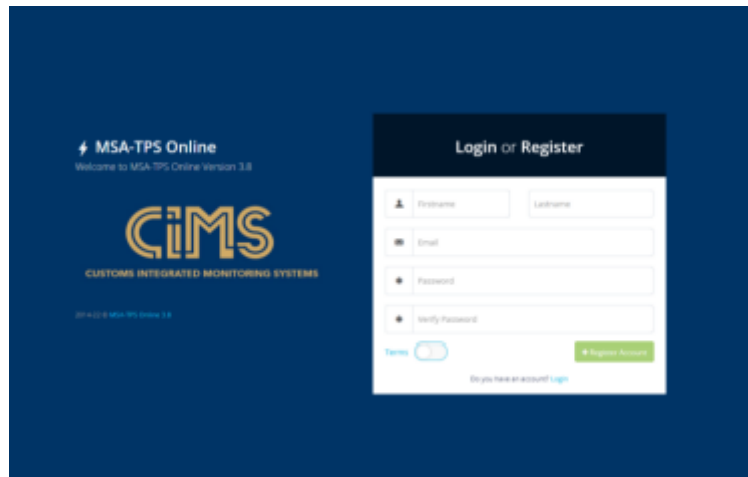 MSA-TPS Online
Welcome to MSA-TPS Online Version 3.8
CiMS
CUSTOMS INTEGRATED MONITORING SYSTEMS
2014-22 © MSA-TPS Online 3.8
Login or Register
Firstname
Lastname
Email
Password
Verify Password
Terms
Register Account
Do you have an account? Login